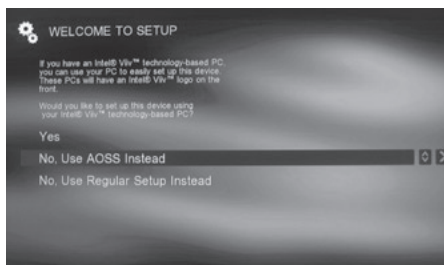 WELCOME TO SETUP
If you have an Intel® Viiv™ technology-based PC,
you can use your PC to easily set up this device.
These PCs will have an Intel® Viiv™ logo on the
front.
Would you like to set up this device using
your Intel® Viiv™ technology-based PC?
Yes
No, Use AOSS Instead
No, Use Regular Setup Instead